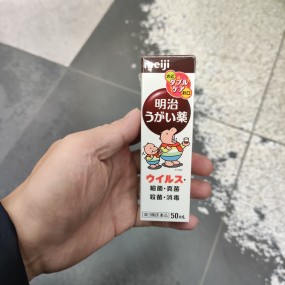 meiji
ダブル
ケア
明治
うがい薬
ウイルス・
細菌・真菌
殺菌・消毒
50mL